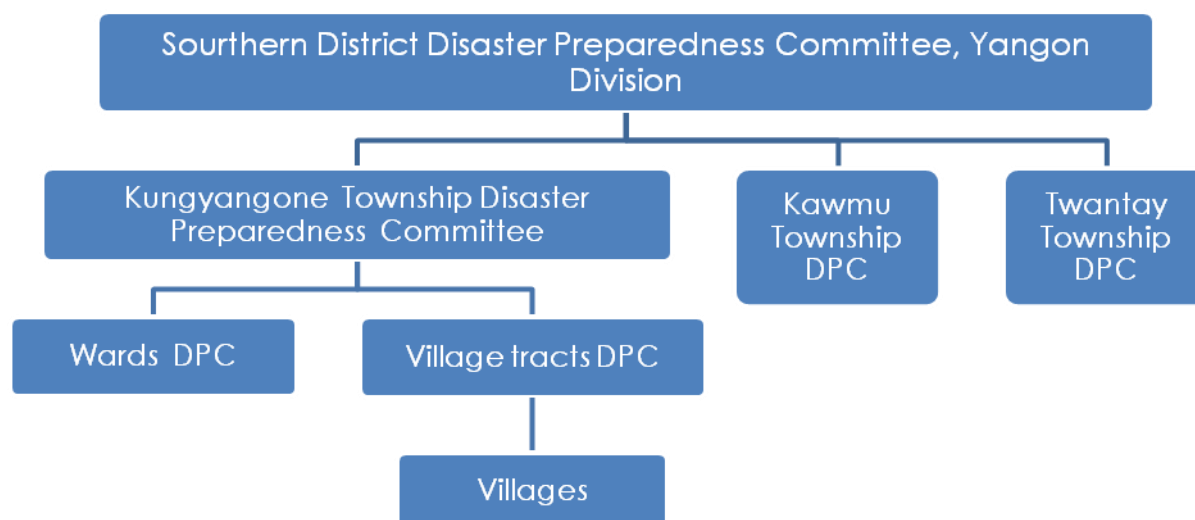 Sourthern District Disaster Preparedness Committee, Yangon
Division
Kungyangone Township Disaster
Preparedness Committee
Kawmu
Township
DPC
Twantay
Township
DPC
Wards DPC
Village tracts DPC
Villages